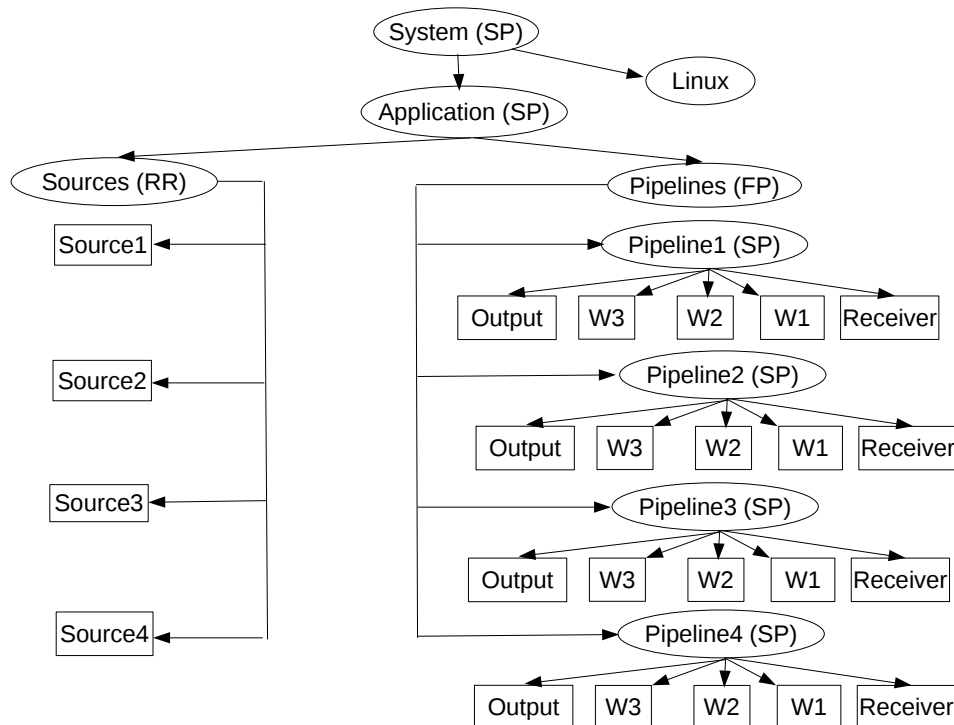 System (SP)
Linux
Application (SP)
Sources (RR)
Pipelines (FP)
Source1
Pipeline1 (SP)
Output
W3
W2
W1
Receiver
Source2
Pipeline2 (SP)
Output
W3
W2
W1
Receiver
Source3
Pipeline3 (SP)
Output
W3
W2
W1
Receiver
Source4
Pipeline4 (SP)
Output
W3
W2
W1
Receiver